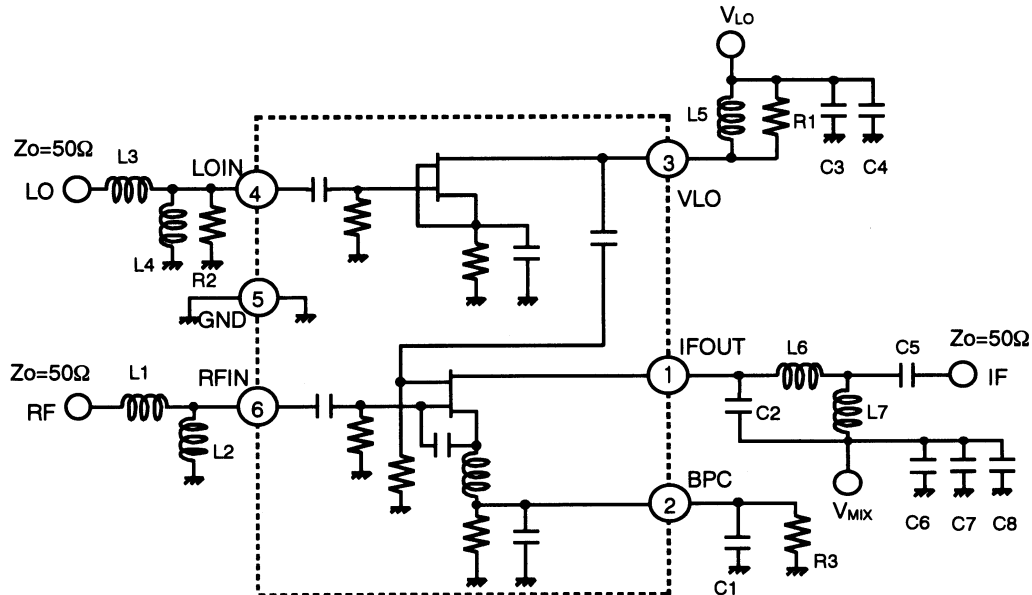 V_LO
L5
R1
C3
C4
Zo=50Ω
LO
L3
L4
R2
LOIN
4
3
VLO
5
GND
Zo=50Ω
RF
L1
L2
RFIN
6
1
IFOUT
L6
C5
Zo=50Ω
IF
C2
L7
V_MIX
C6
C7
C8
2
BPC
C1
R3